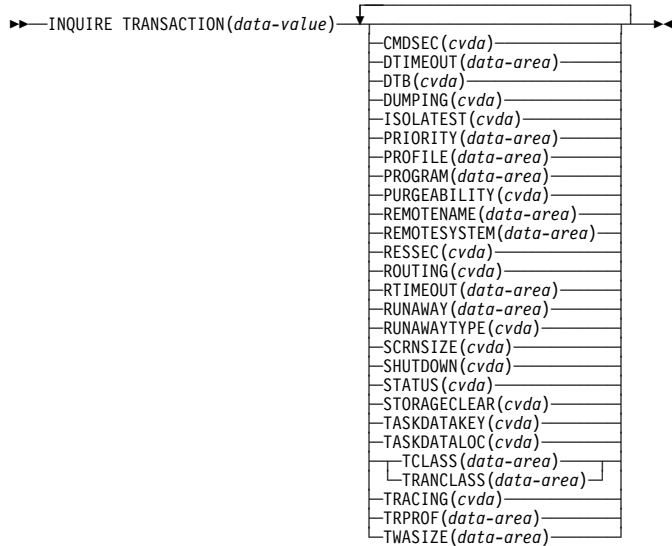 INQUIRE TRANSACTION(data-value)
CMDSEC(cvda)
DTIMEOUT(data-area)
DTB(cvda)
DUMPING(cvda)
ISOLATEST(cvda)
PRIORITY(data-area)
PROFILE(data-area)
PROGRAM(data-area)
PURGEABILITY(cvda)
REMOTENAME(data-area)
REMOTESYSTEM(data-area)
RESSEC(cvda)
ROUTING(cvda)
RTIMEOUT(data-area)
RUNAWAY(data-area)
RUNAWAYTYPE(cvda)
SCRNSIZE(cvda)
SHUTDOWN(cvda)
STATUS(cvda)
STORAGECLEAR(cvda)
TASKDATAKEY(cvda)
TASKDATALOC(cvda)
TCLASS(data-area)
TRANCLASS(data-area)
TRACING(cvda)
TRPROF(data-area)
TWASIZE(data-area)